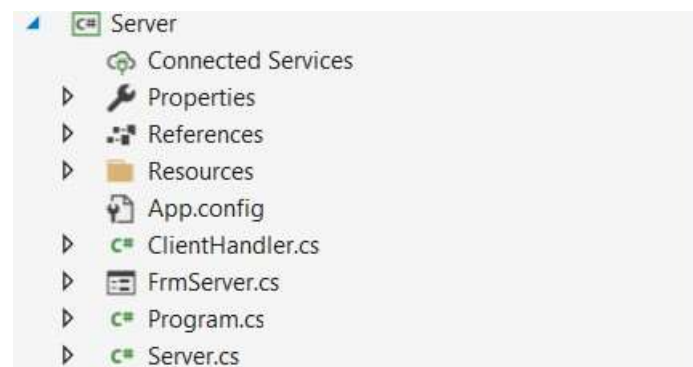 C# Server
Connected Services
Properties
References
Resources
App.config
C# ClientHandler.cs
FrmServer.cs
C# Program.cs
C# Server.cs